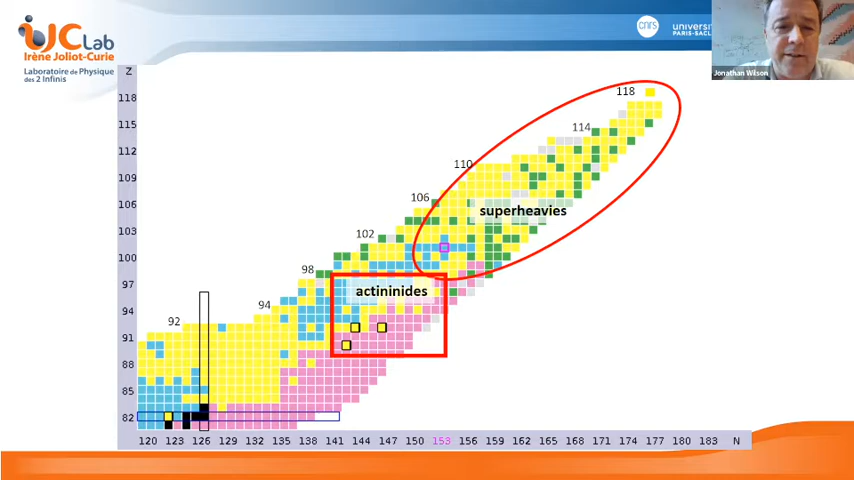 IJCLab
Irène Joliot-Curie
Laboratoire de Physique
des 2 Infinis
cnrs
université
PARIS-SACLAY
Jonathan Wilson
Z
118
115
112
109
106
103
100
97
94
91
88
85
82
118
114
110
106
102
98
94
92
superheavies
actininides
120 123 126 129 132 135 138 141 144 147 150 153 156 159 162 165 168 171 174 177 180 183 N